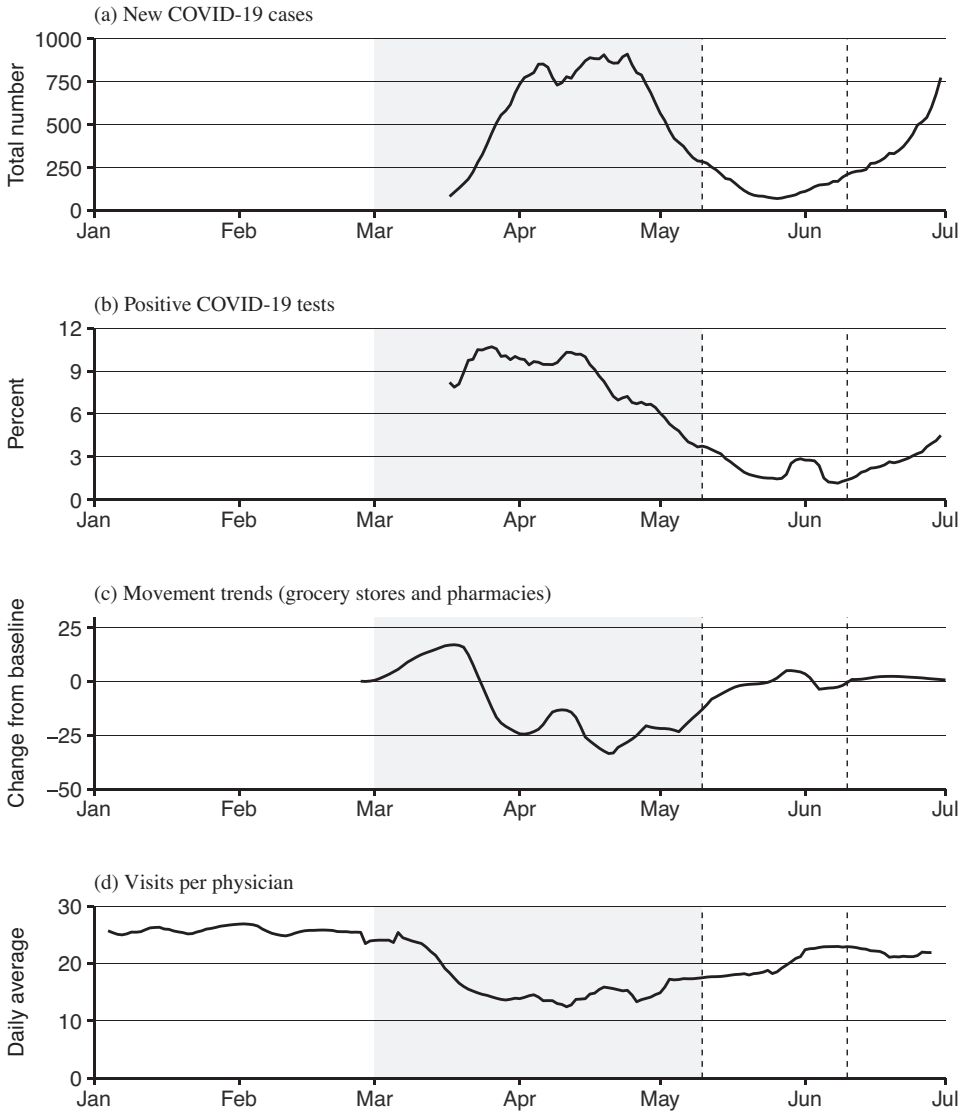 (a) New COVID-19 cases
Total number
1000
750
500
250
0
Jan Feb Mar Apr May Jun Jul
(b) Positive COVID-19 tests
Percent
12
9
6
3
0
Jan Feb Mar Apr May Jun Jul
(c) Movement trends (grocery stores and pharmacies)
Change from baseline
25
0
−25
−50
Jan Feb Mar Apr May Jun Jul
(d) Visits per physician
Daily average
30
20
10
0
Jan Feb Mar Apr May Jun Jul